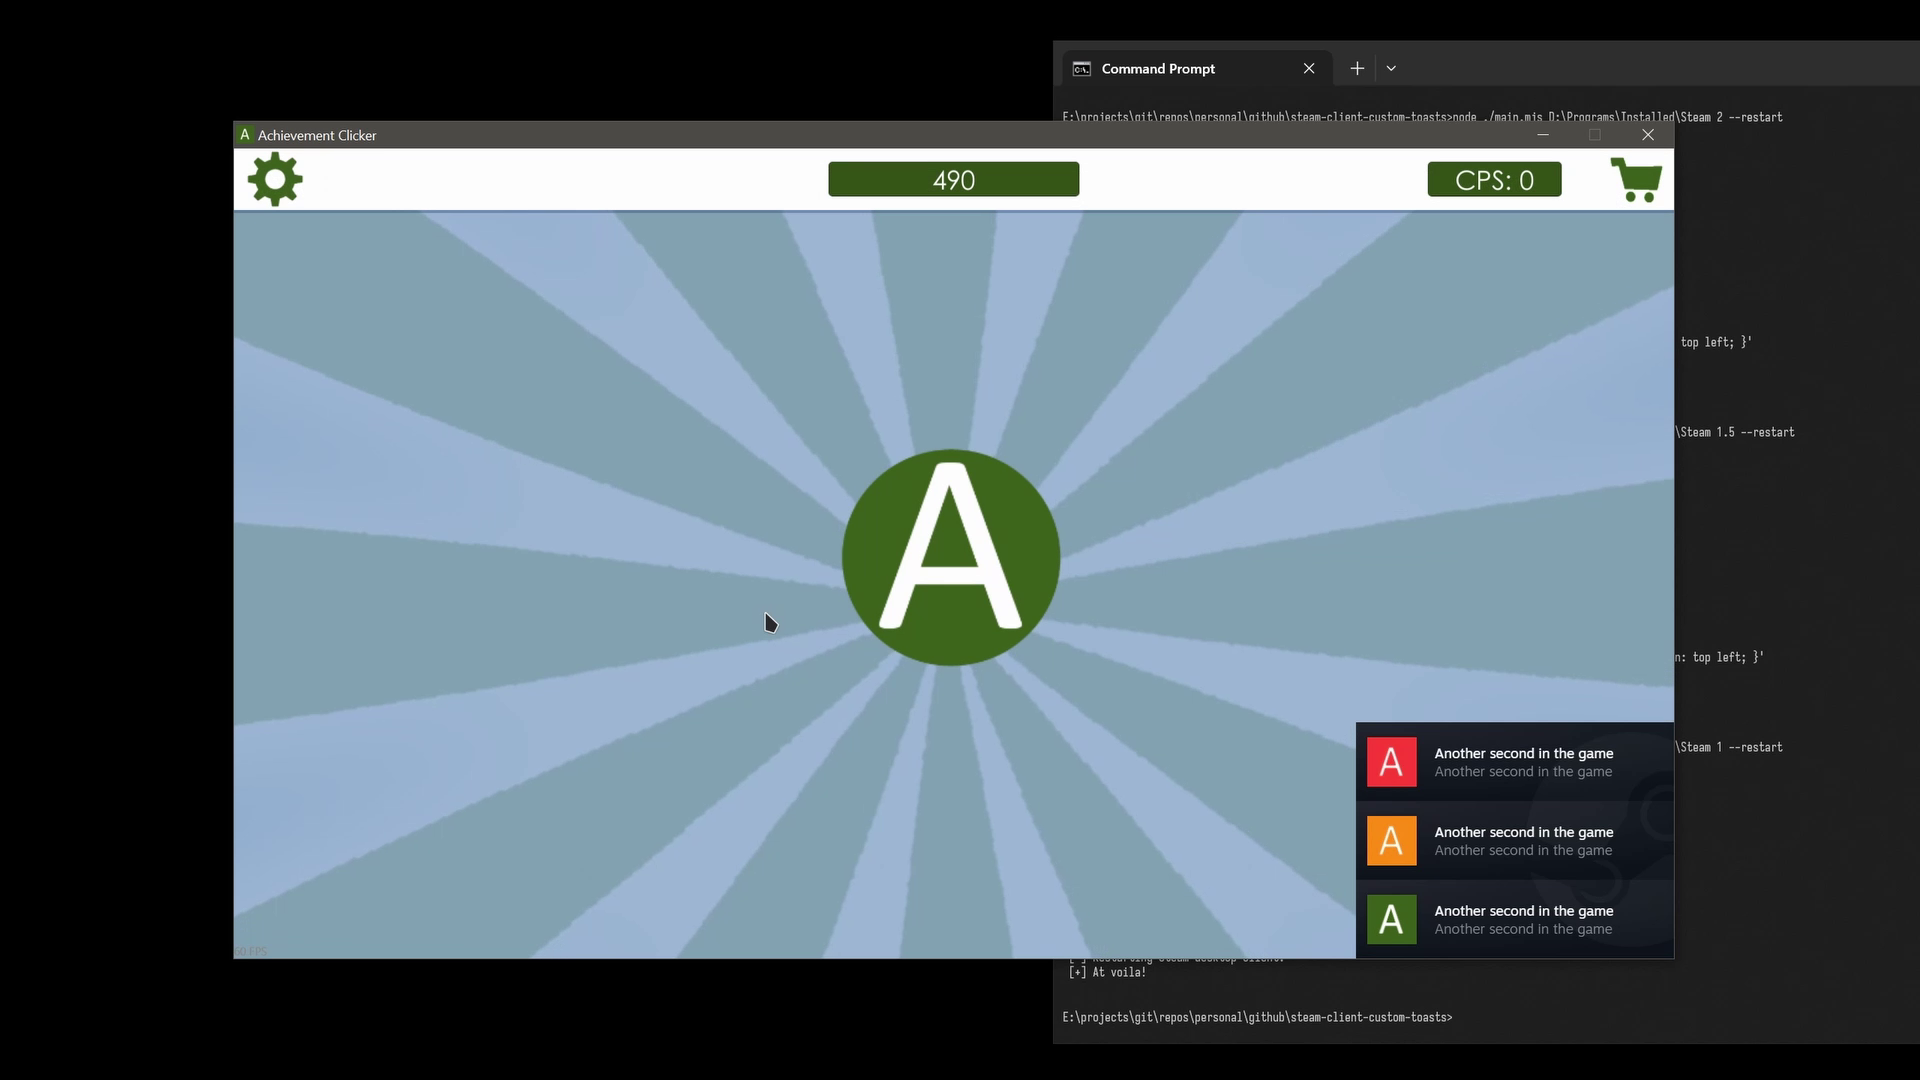 Command Prompt
E:\projects\git\repos\personal\github\steam-client-custom-toasts>node ./main.mjs D:\Programs\Installed\Steam 2 --restart
A Achievement Clicker
490
CPS: 0
top left; }'
\Steam 1.5 --restart
A
n: top left; }'
\Steam 1 --restart
A
Another second in the game
Another second in the game
A
Another second in the game
Another second in the game
A
Another second in the game
Another second in the game
60 FPS
[+] At voila!
E:\projects\git\repos\personal\github\steam-client-custom-toasts>